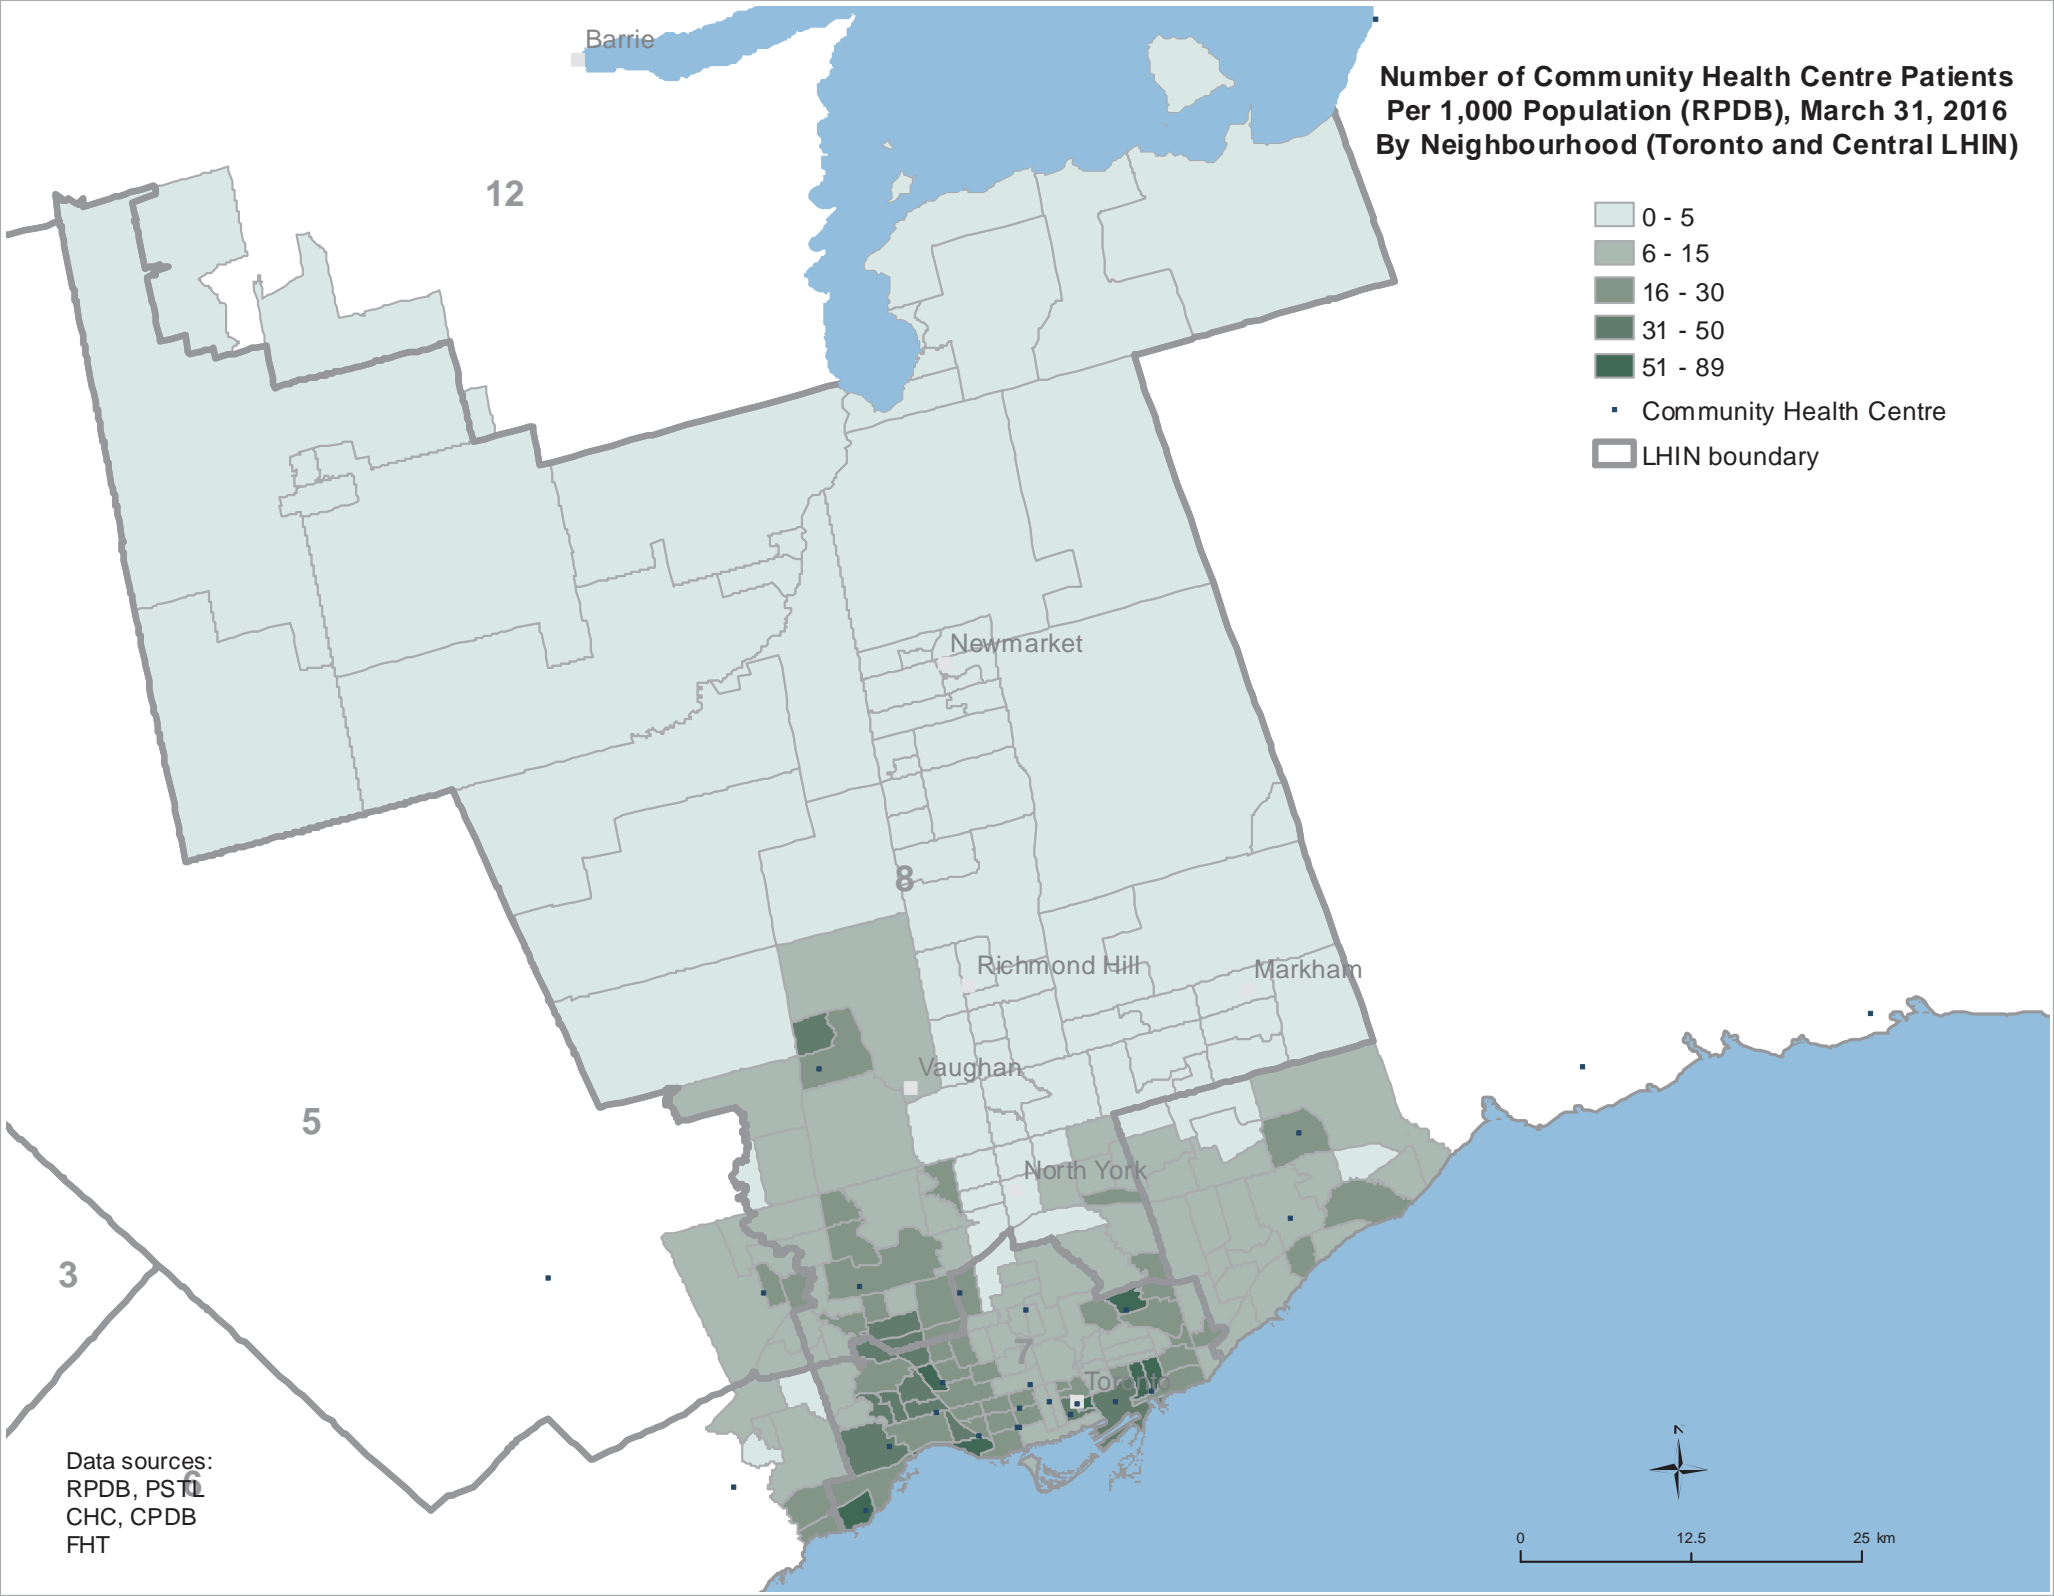 Barrie
Number of Community Health Centre Patients
Per 1,000 Population (RPDB), March 31, 2016
By Neighbourhood (Toronto and Central LHIN)
12
0 - 5
6 - 15
16 - 30
31 - 50
51 - 89
Community Health Centre
LHIN boundary
Newmarket
8
Richmond Hill
Markham
Vaughan
5
North York
3
7
Toronto
6
Data sources:
RPDB, PSTL
CHC, CPDB
FHT
N
0 12.5 25 km